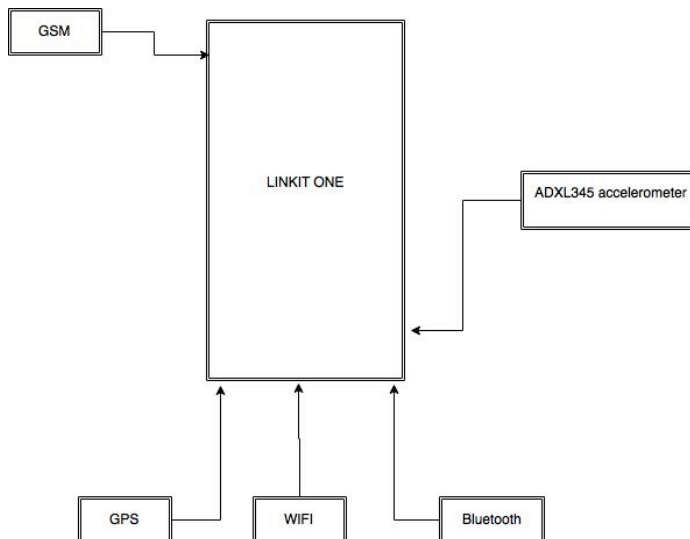 GSM
LINKIT ONE
ADXL345 accelerometer
GPS
WIFI
Bluetooth